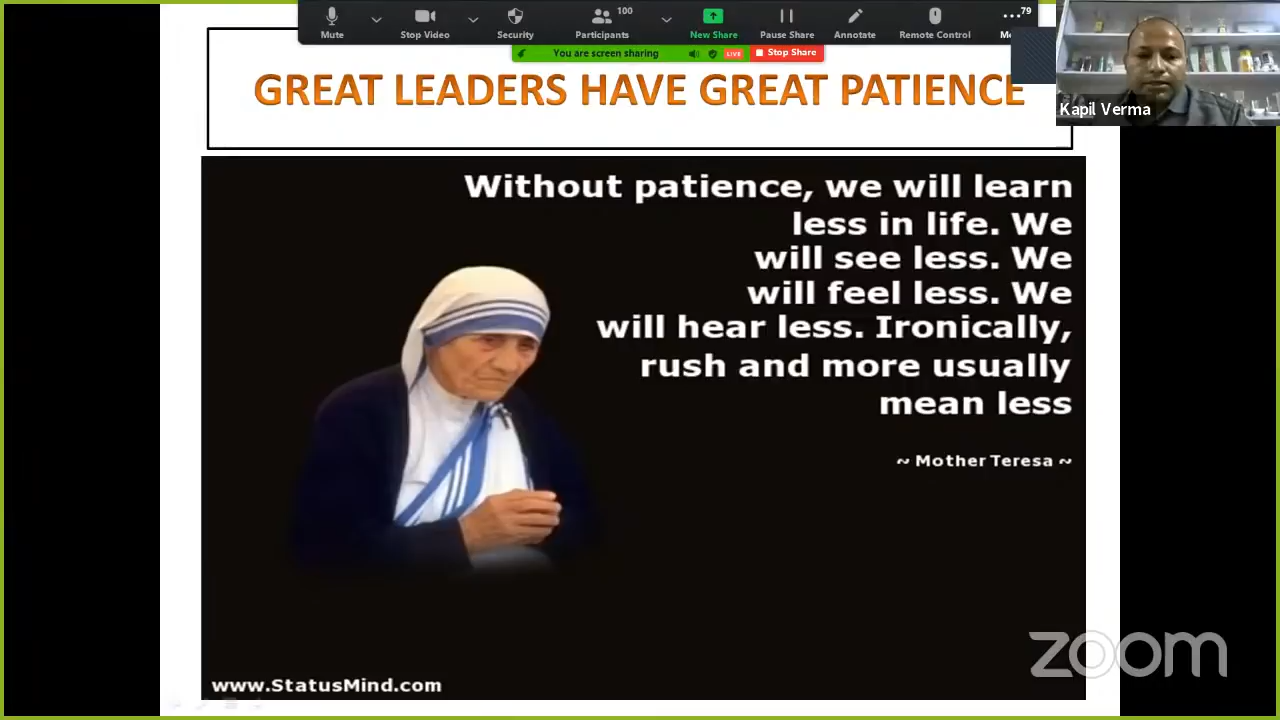 100
79
Mute
Stop Video
Security
Participants
New Share
Pause Share
Annotate
Remote Control
You are screen sharing
LIVE
Stop Share
GREAT LEADERS HAVE GREAT PATIENCE
Kapil Verma
Without patience, we will learn
less in life. We
will see less. We
will feel less. We
will hear less. Ironically,
rush and more usually
mean less
~ Mother Teresa ~
zoom
www.StatusMind.com